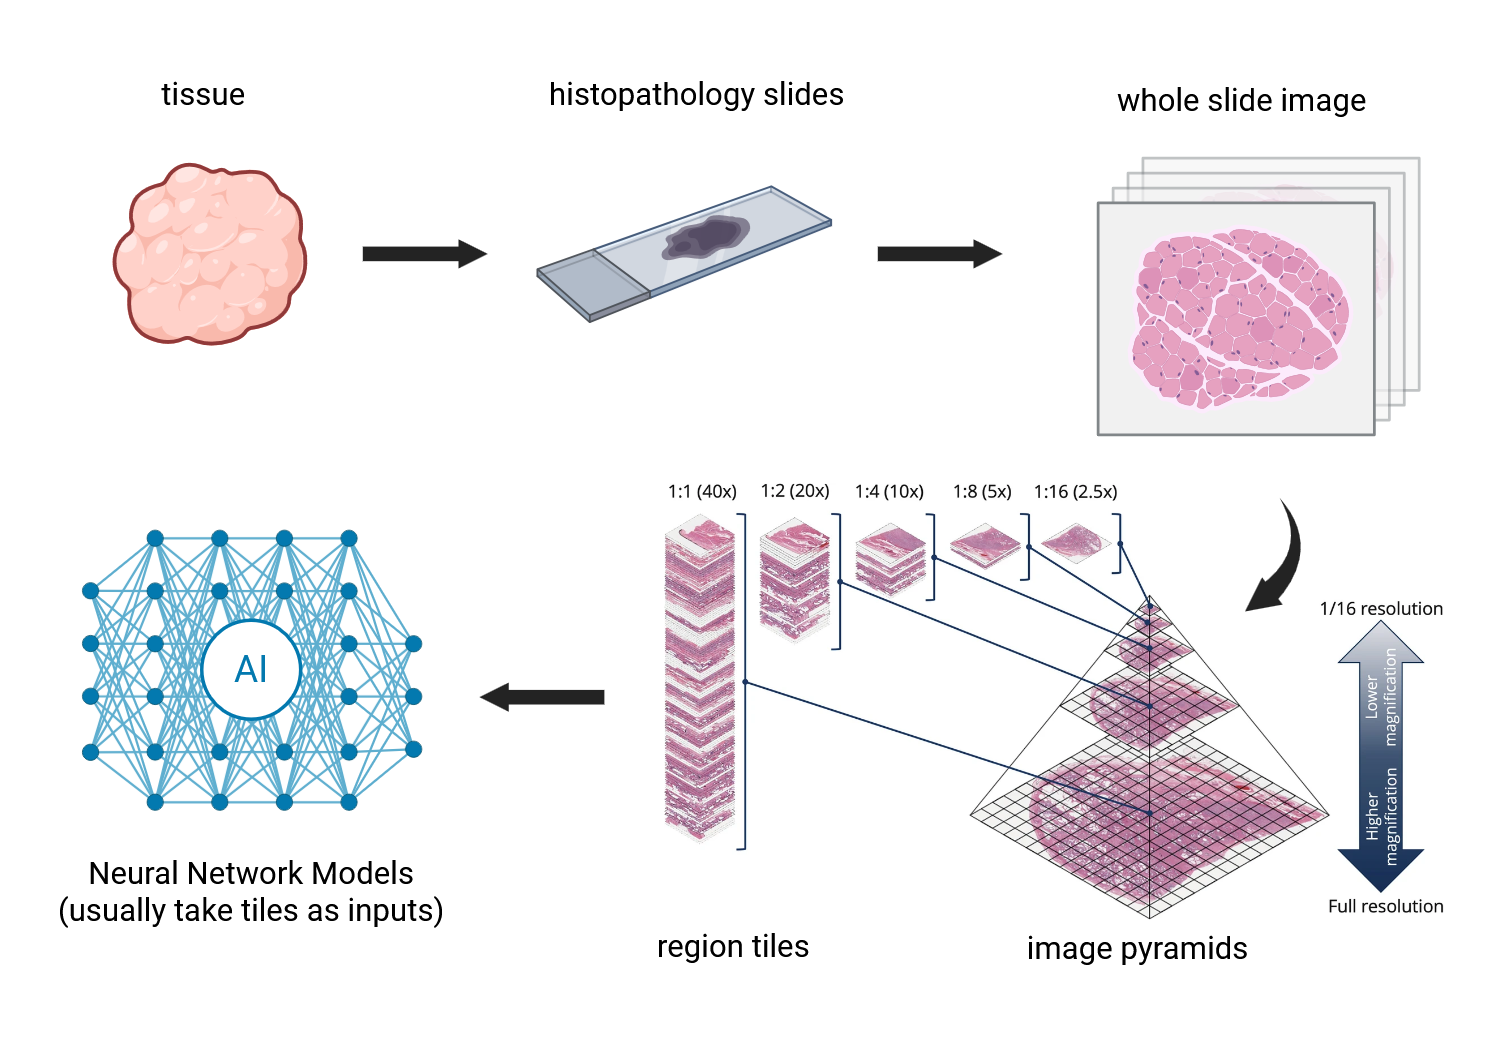 tissue
histopathology slides
whole slide image
1:1 (40x)
1:2 (20x)
1:4 (10x)
1:8 (5x)
1:16 (2.5x)
1/16 resolution
Lower
magnification
Higher
magnification
Full resolution
AI
Neural Network Models
(usually take tiles as inputs)
region tiles
image pyramids